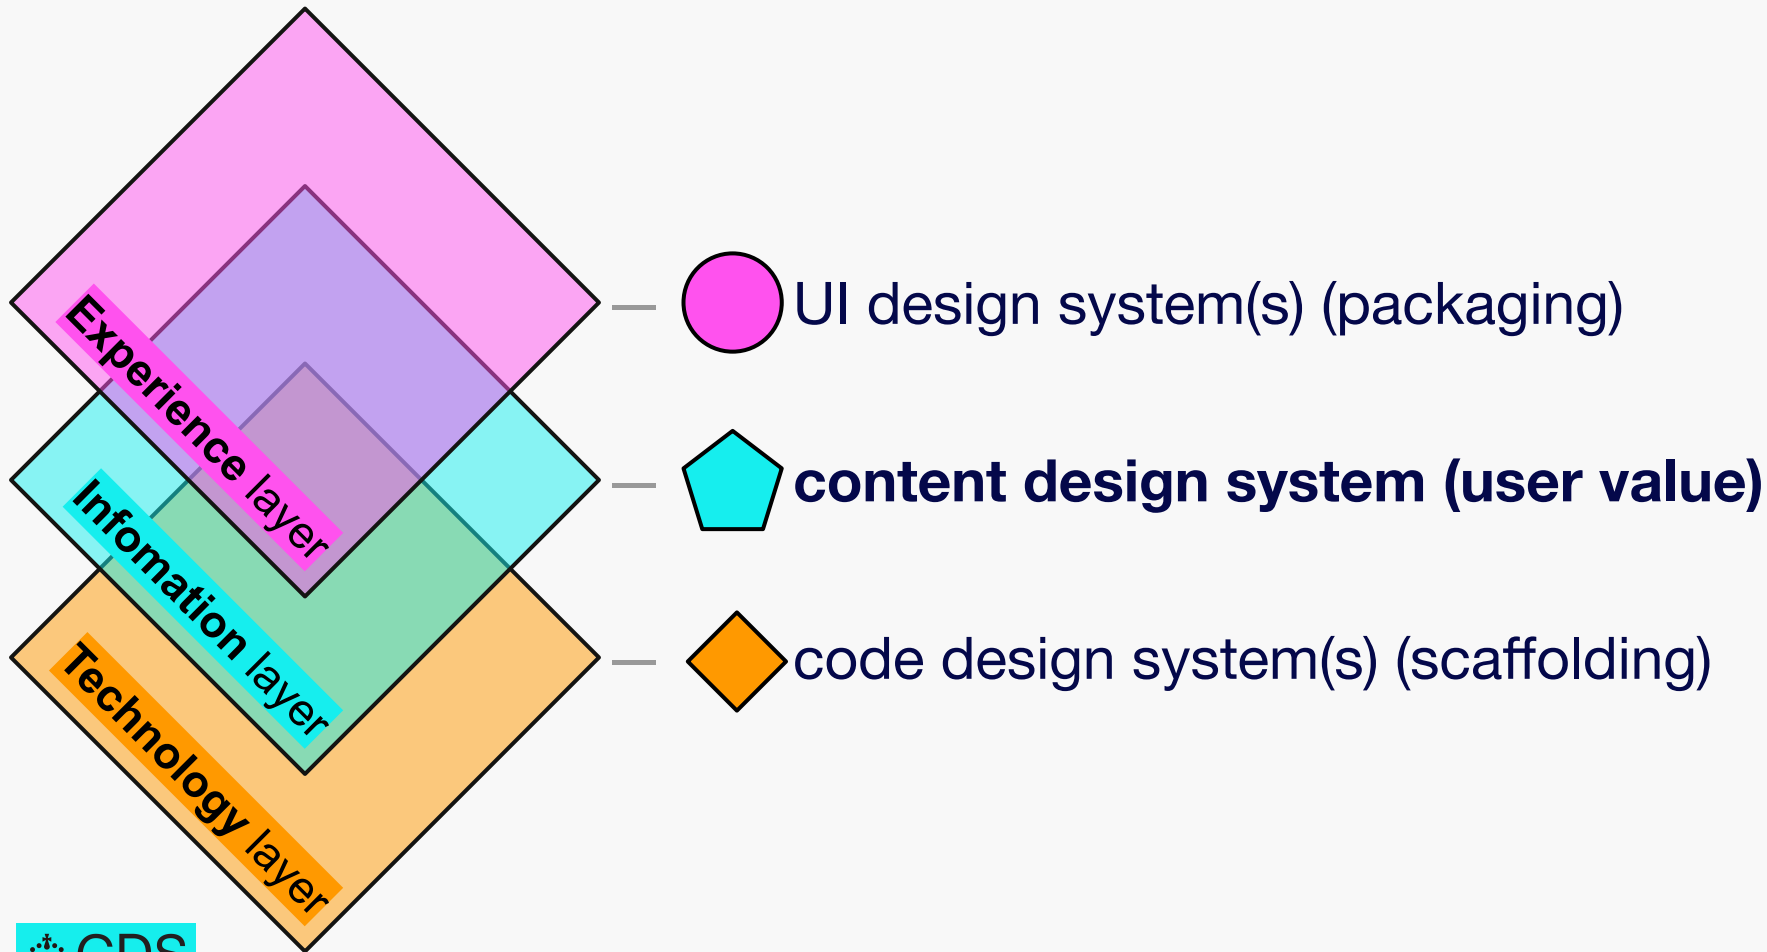 Experience layer
UI design system(s) (packaging)
Infomation layer
content design system (user value)
Technology layer
code design system(s) (scaffolding)
CDS